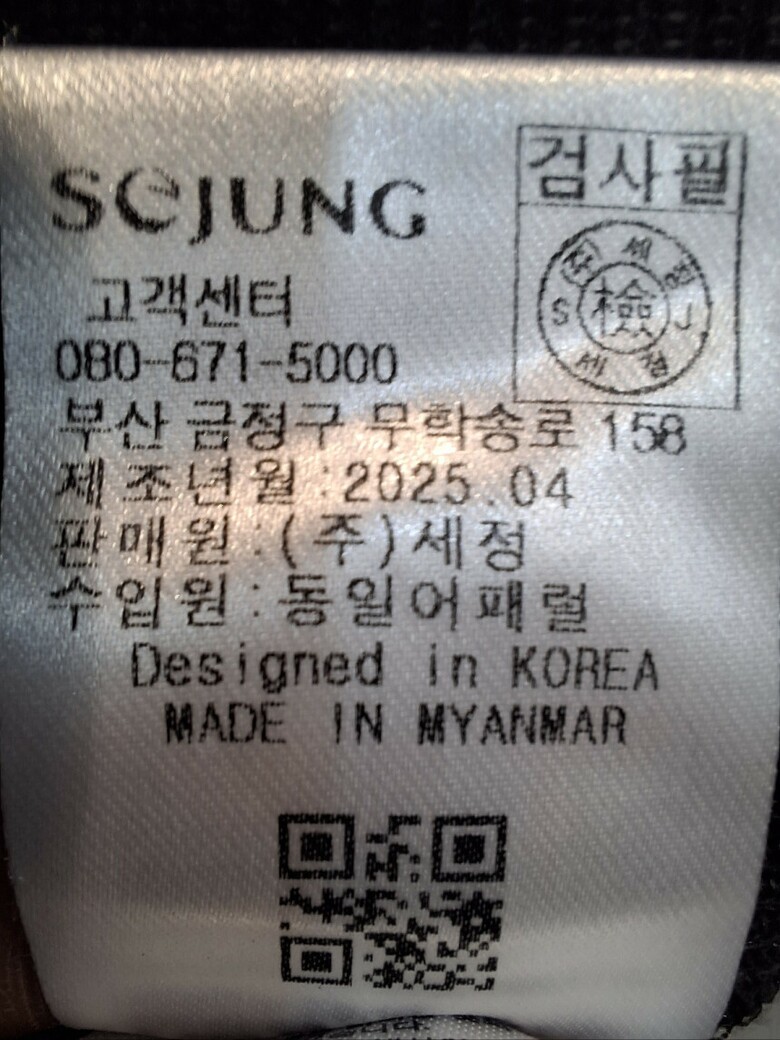 SEJUNG
검사필
세
S 檢 J
세 정
고객센터
080-671-5000
부산 금정구 무학송로 158
제조년월:2025.04
판매원:(주)세정
수입원:동일어패럴
Designed in KOREA
MADE IN MYANMAR